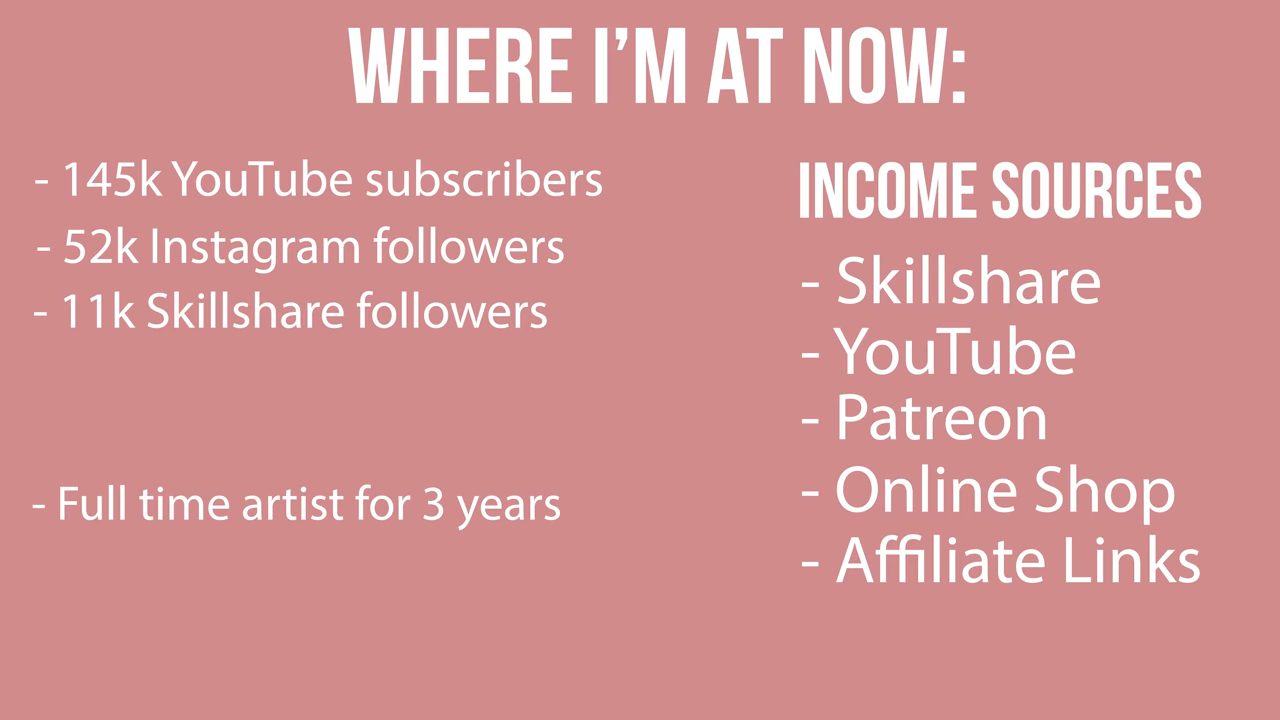 WHERE I'M AT NOW:
- 145k YouTube subscribers
- 52k Instagram followers
- 11k Skillshare followers
- Full time artist for 3 years
INCOME SOURCES
- Skillshare
- YouTube
- Patreon
- Online Shop
- Affiliate Links